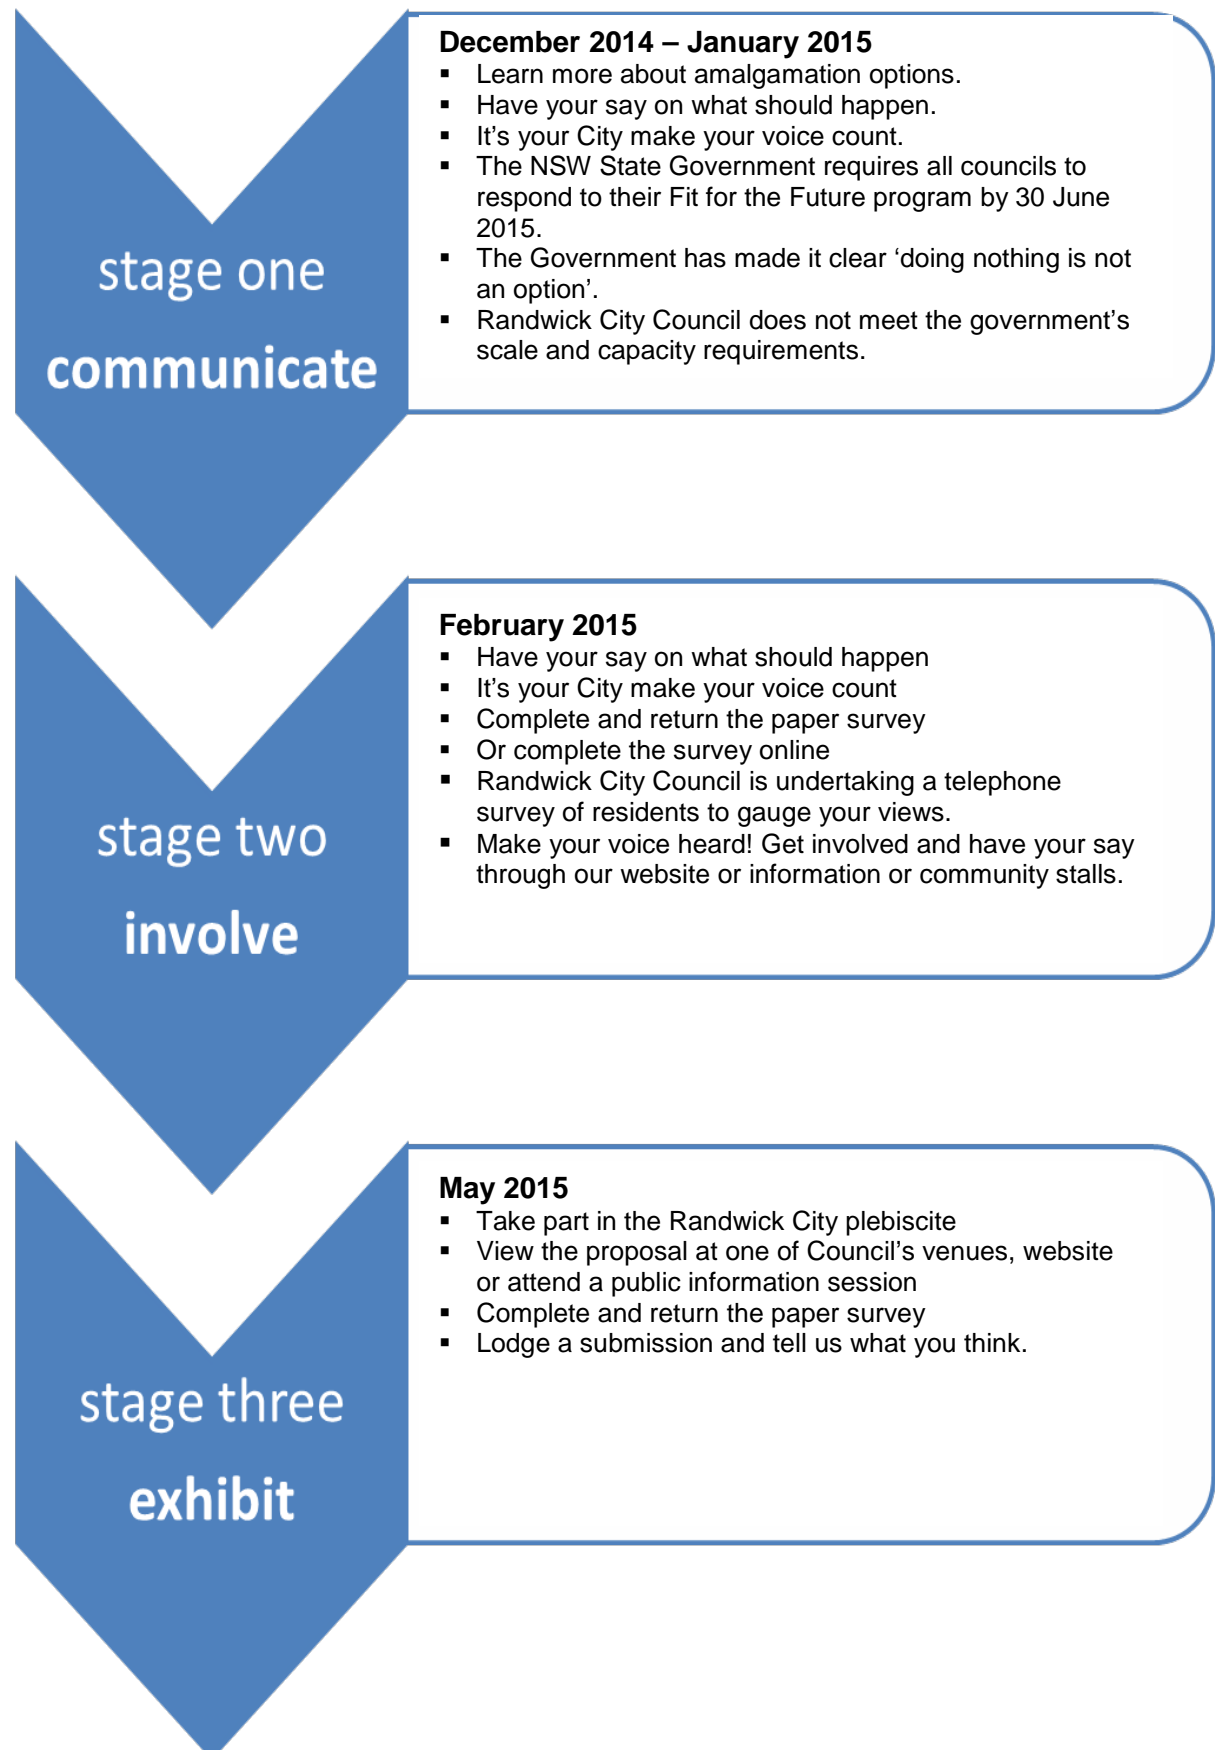 stage one
communicate
December 2014 – January 2015
▪ Learn more about amalgamation options.
▪ Have your say on what should happen.
▪ It’s your City make your voice count.
▪ The NSW State Government requires all councils to
respond to their Fit for the Future program by 30 June
2015.
▪ The Government has made it clear ‘doing nothing is not
an option’.
▪ Randwick City Council does not meet the government’s
scale and capacity requirements.
stage two
involve
February 2015
▪ Have your say on what should happen
▪ It’s your City make your voice count
▪ Complete and return the paper survey
▪ Or complete the survey online
▪ Randwick City Council is undertaking a telephone
survey of residents to gauge your views.
▪ Make your voice heard! Get involved and have your say
through our website or information or community stalls.
stage three
exhibit
May 2015
▪ Take part in the Randwick City plebiscite
▪ View the proposal at one of Council’s venues, website
or attend a public information session
▪ Complete and return the paper survey
▪ Lodge a submission and tell us what you think.